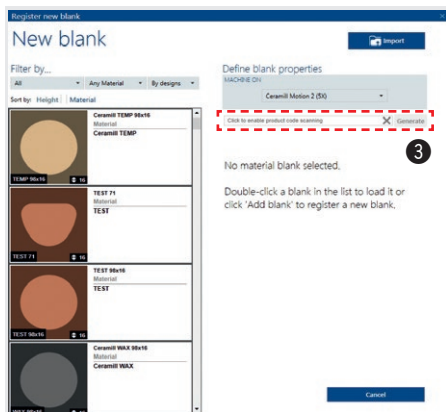 Register new blank
New blank
Import
Filter by...
All
Any Material
By designs
Sort by: Height | Material
Ceramill TEMP 98x16
Material
Ceramill TEMP
TEMP 98x16
16
TEST 71
Material
TEST
TEST 71
16
TEST 98x16
Material
TEST
TEST 98x16
16
Ceramill WAX 98x16
Material
Ceramill WAX
WAX 98x16
16
Define blank properties
MACHINE ON
Ceramill Motion 2 (5X)
Click to enable product code scanning
Generate
3
No material blank selected.
Double-click a blank in the list to load it or
click 'Add blank' to register a new blank.
Cancel